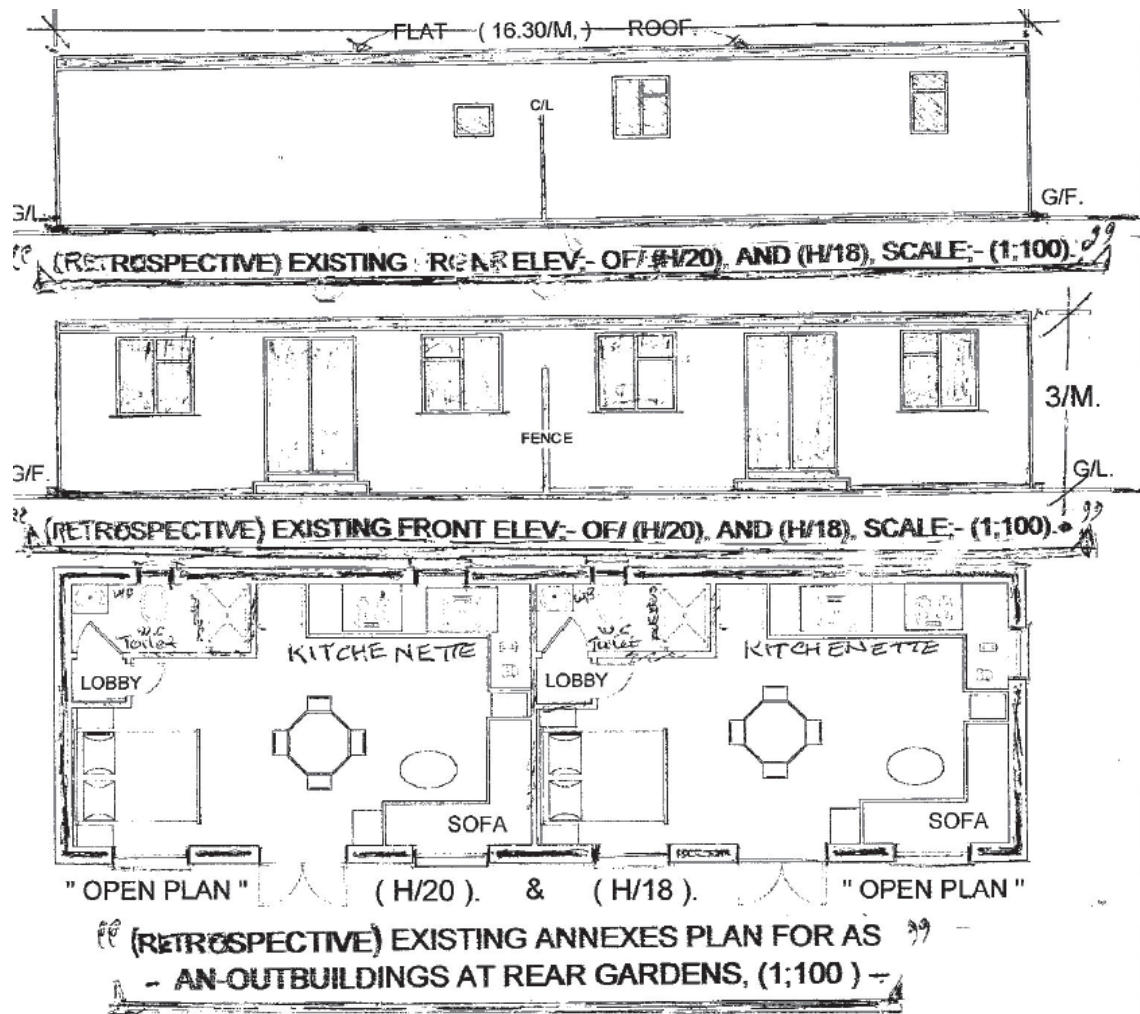 FLAT ( 16.30/M, ) ROOF.
C/L
G/L. G/F.
(RETROSPECTIVE) EXISTING ELEV;- OF/ (H/20), AND (H/18), SCALE;- (1;100).
3/M.
FENCE
G/F. G/L.
(RETROSPECTIVE) EXISTING FRONT ELEV;- OF/ (H/20), AND (H/18), SCALE;- (1;100).
WB WB
W.C W.C
Toilet KITCHENETTE Toilet KITCHENETTE
LOBBY LOBBY
SOFA SOFA
" OPEN PLAN " ( H/20 ). & ( H/18 ). " OPEN PLAN "
" (RETROSPECTIVE) EXISTING ANNEXES PLAN FOR AS "
- AN-OUTBUILDINGS AT REAR GARDENS, (1;100 ) -